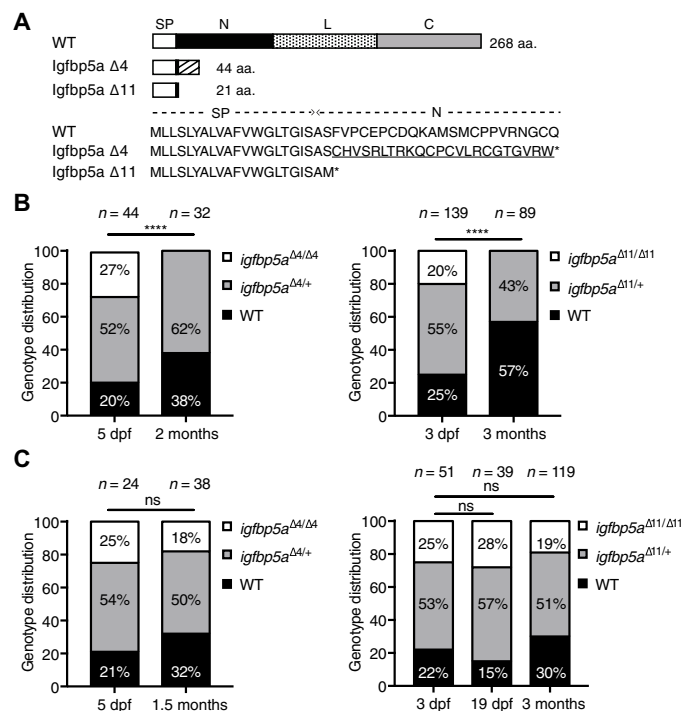 A
SP N L C
WT 268 aa.
Igfbp5a Δ4 44 aa.
Igfbp5a Δ11 21 aa.
SP N
WT MLLSLYALVAFVWGLTGISASFVPCEPCDQKAMSMCPPVRNGCQ
Igfbp5a Δ4 MLLSLYALVAFVWGLTGISASCHVSRLTRKQCPCVLRCGTGVRW*
Igfbp5a Δ11 MLLSLYALVAFVWGLTGISAM*
B
n = 44 n = 32
****
100
80
60
40
20
0
Genotype distribution
27%
52% 62%
20% 38%
5 dpf 2 months
igfbp5aΔ4/Δ4
igfbp5aΔ4/+
WT
n = 139 n = 89
****
100
80
60
40
20
0
Genotype distribution
20% 43%
55%
25% 57%
3 dpf 3 months
igfbp5aΔ11/Δ11
igfbp5aΔ11/+
WT
C
n = 24 n = 38
ns
100
80
60
40
20
0
Genotype distribution
25% 18%
54% 50%
21% 32%
5 dpf 1.5 months
igfbp5aΔ4/Δ4
igfbp5aΔ4/+
WT
n = 51 n = 39 n = 119
ns
ns
100
80
60
40
20
0
Genotype distribution
25% 28% 19%
53% 57% 51%
22% 15% 30%
3 dpf 19 dpf 3 months
igfbp5aΔ11/Δ11
igfbp5aΔ11/+
WT